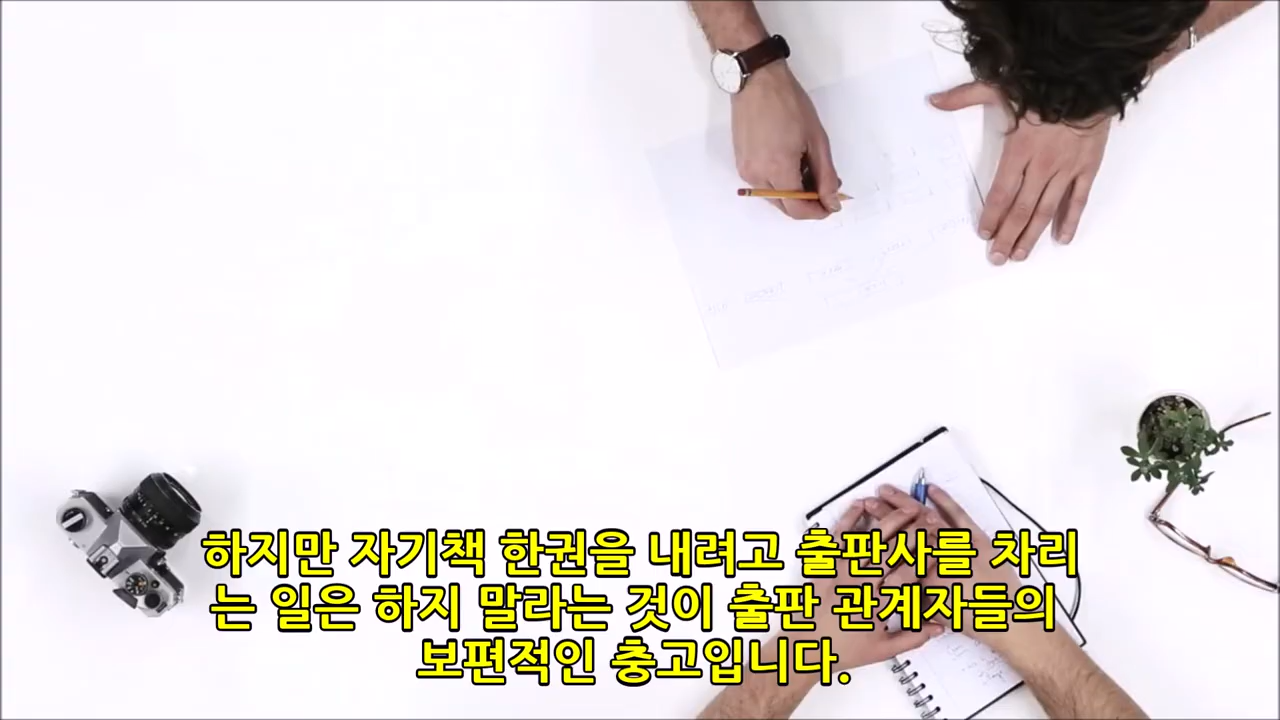 하지만 자기책 한권을 내려고 출판사를 차리
는 일은 하지 말라는 것이 출판 관계자들의
보편적인 충고입니다.